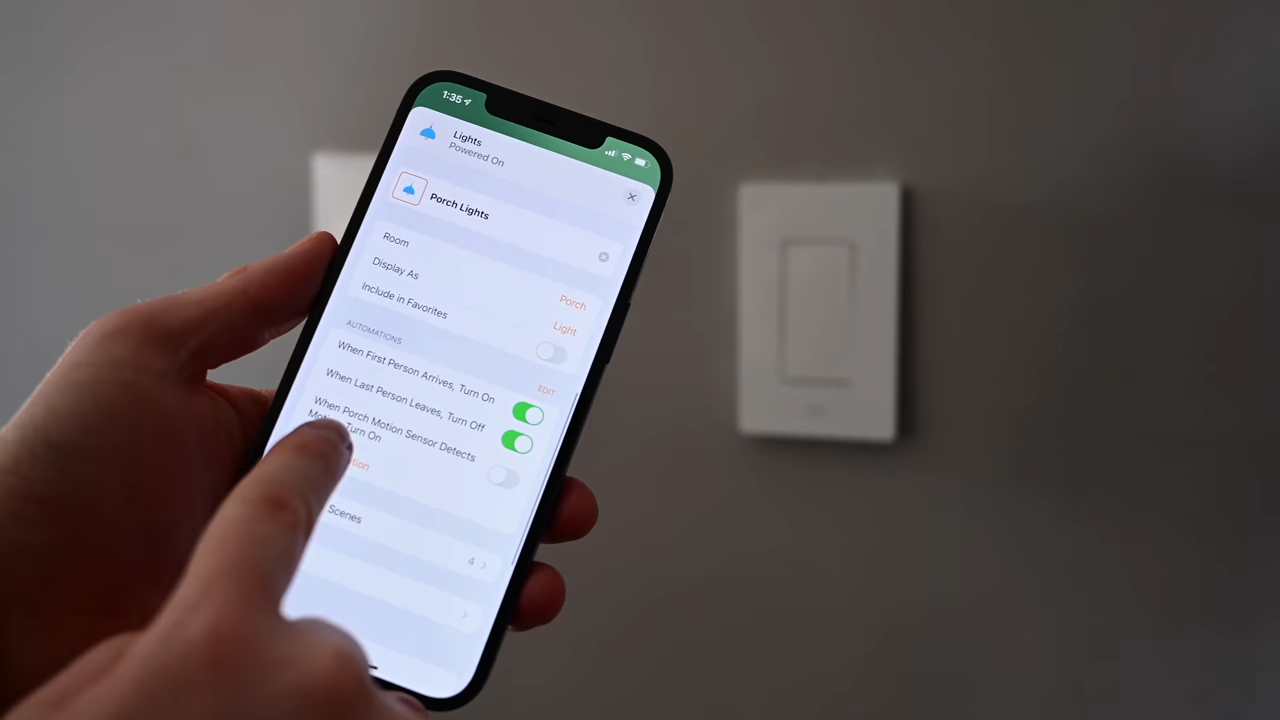 1:35
Lights
Powered On
Porch Lights
Room
Porch
Display As
Light
Include in Favorites
AUTOMATIONS
EDIT
When First Person Arrives, Turn On
When Last Person Leaves, Turn Off
When Porch Motion Sensor Detects
Turn On
Scenes
4